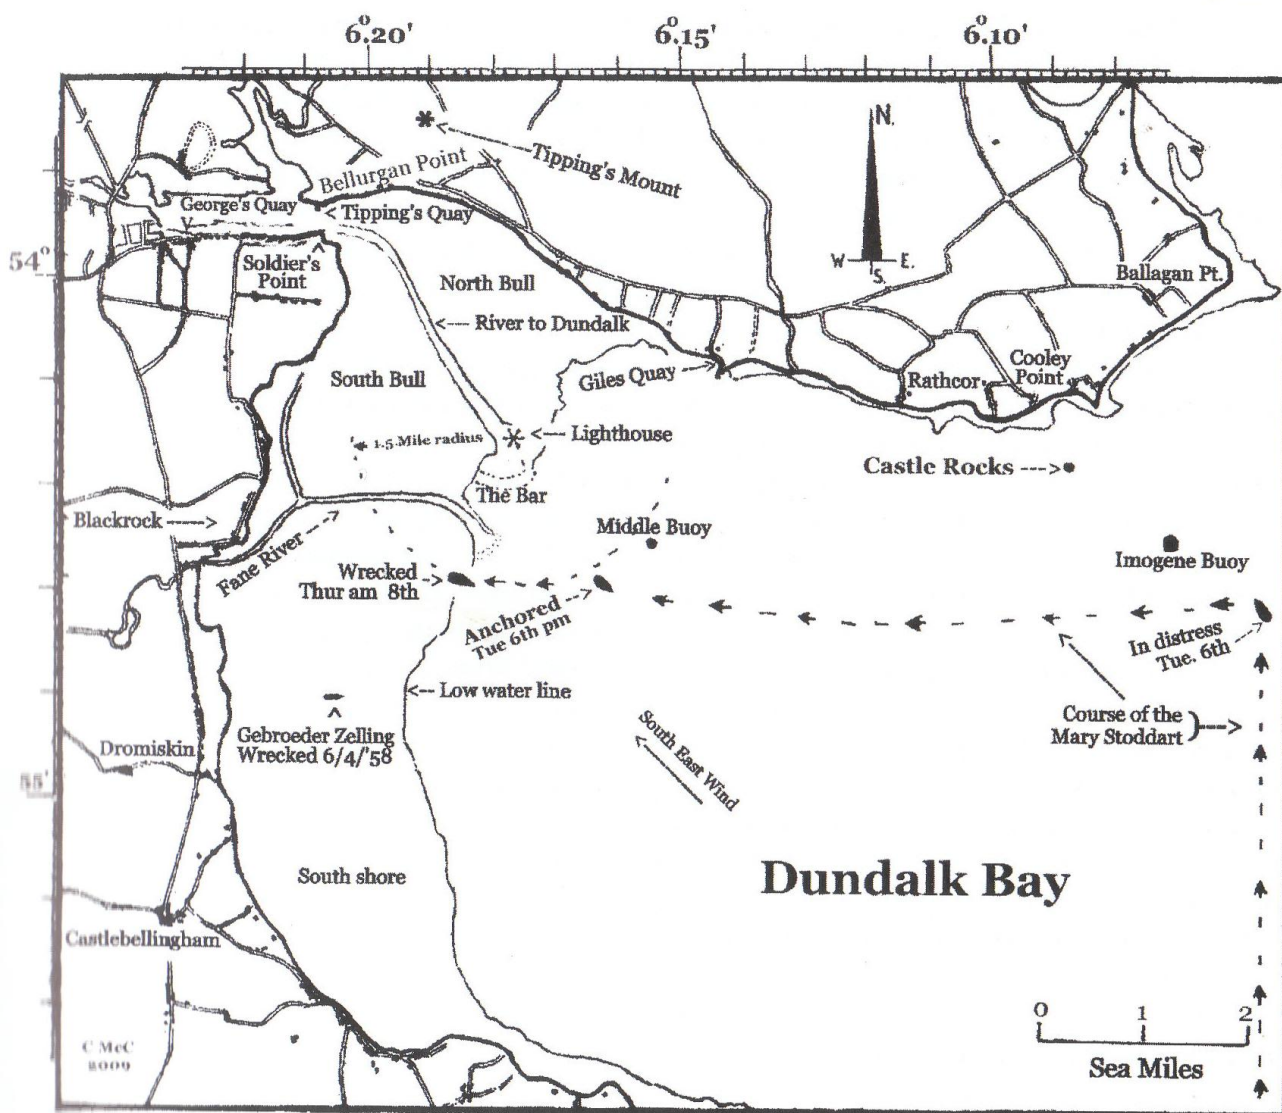 6.20' 6.15' 6.10'
o o o
N.
Tipping's Mount
Bellurgan Point
George's Quay
V
< Tipping's Quay
W S. E.
54°
Soldier's
Point
North Bull
Ballagan Pt.
<-- River to Dundalk
Giles Quay
Cooley
Point
Rathcor
South Bull
1.5 Mile radius
<-- Lighthouse
Castle Rocks --->
The Bar
Blackrock --->
Middle Buoy
Fane River
Imogene Buoy
Wrecked
Thur am 8th
Anchored
Tue 6th pm
In distress
Tue. 6th
<-- Low water line
Course of the
Mary Stoddart
South East Wind
Gebroeder Zelling
Wrecked 6/4/'58
Dromiskin
55'
South shore
Dundalk Bay
Castlebellingham
0 1 2
Sea Miles
C McC
2009